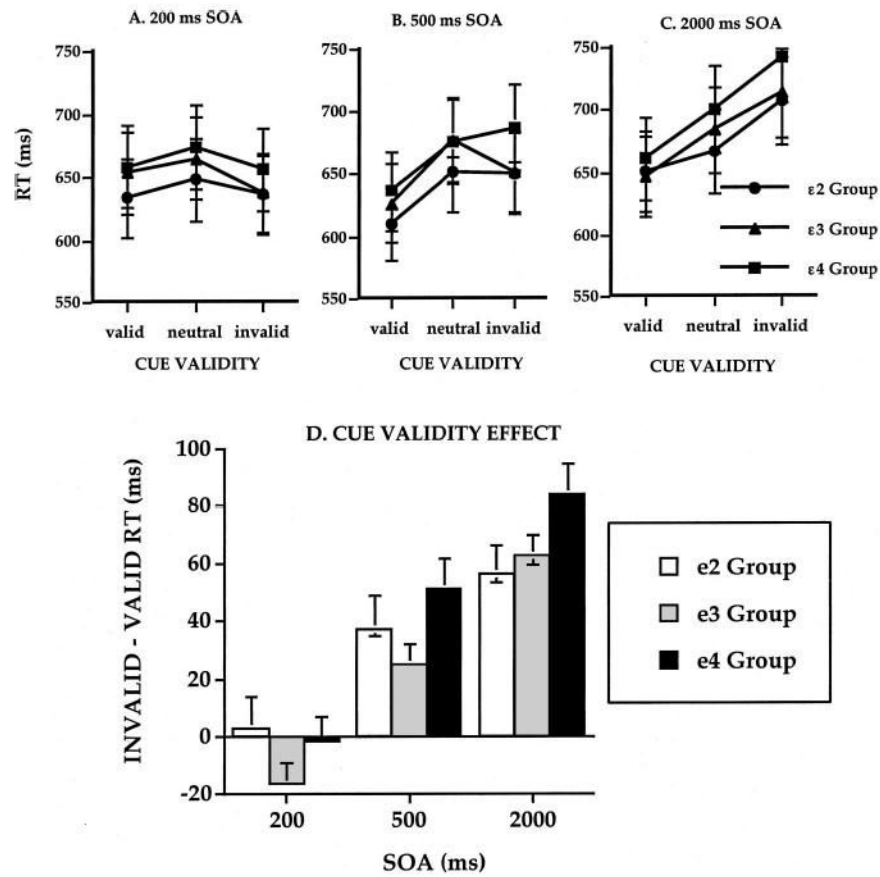 A. 200 ms SOA
B. 500 ms SOA
C. 2000 ms SOA
750
700
650
600
550
RT (ms)
valid neutral invalid
CUE VALIDITY
750
700
650
600
550
valid neutral invalid
CUE VALIDITY
750
700
650
600
550
valid neutral invalid
CUE VALIDITY
ε2 Group
ε3 Group
ε4 Group
D. CUE VALIDITY EFFECT
INVALID - VALID RT (ms)
100
80
60
40
20
0
-20
200 500 2000
SOA (ms)
e2 Group
e3 Group
e4 Group